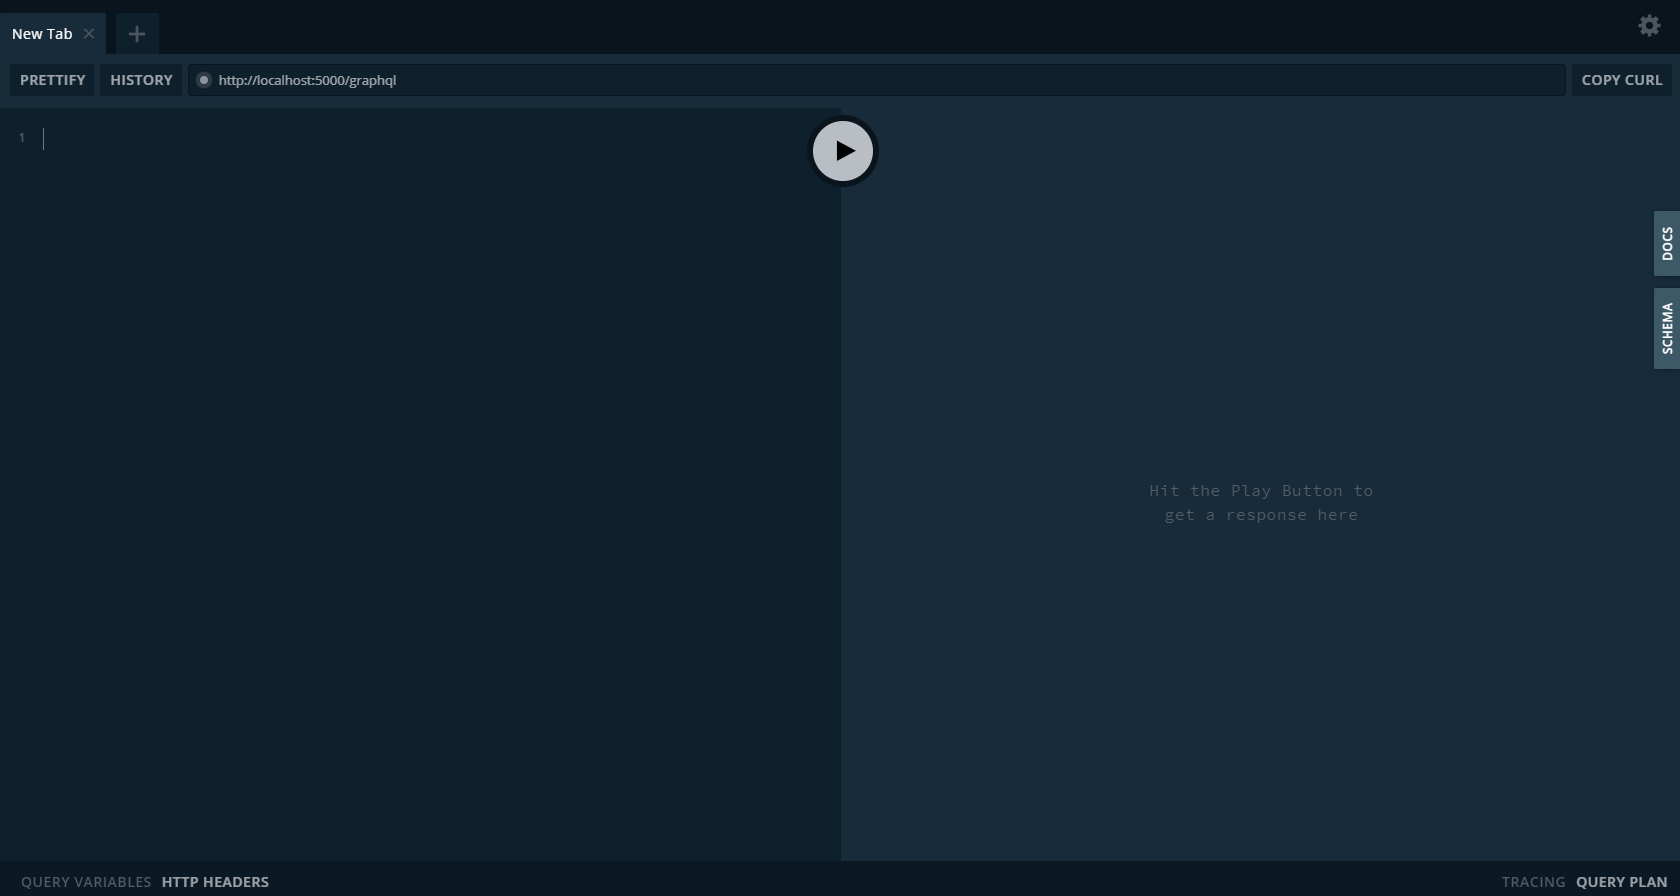 New Tab
PRETTIFY HISTORY http://localhost:5000/graphql COPY CURL
1
DOCS
SCHEMA
Hit the Play Button to
get a response here
QUERY VARIABLES HTTP HEADERS TRACING QUERY PLAN